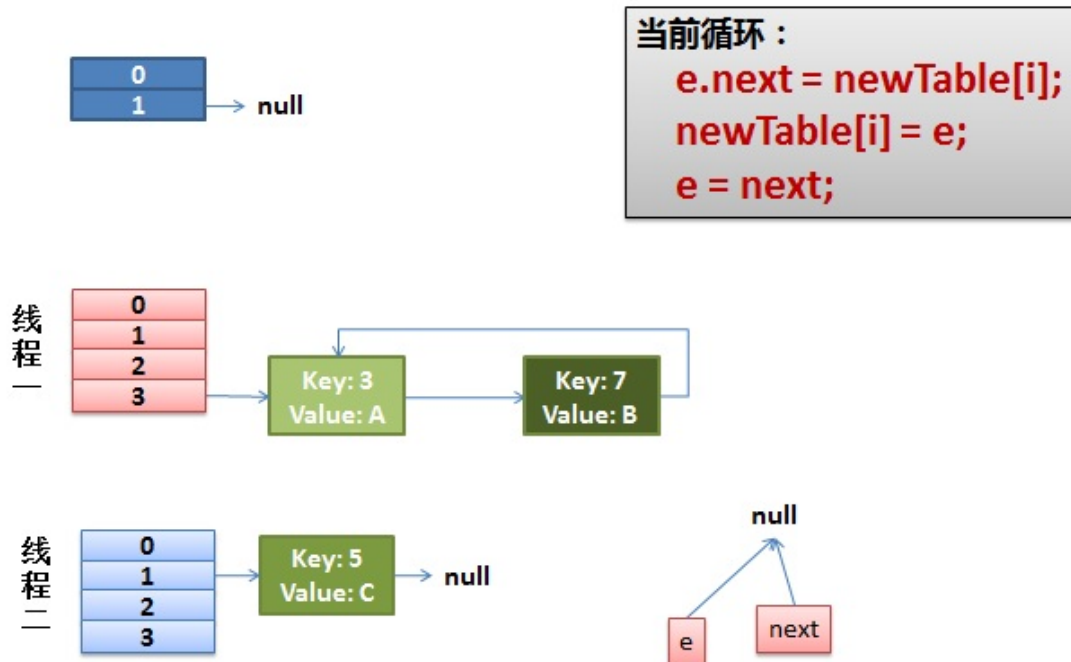 当前循环：
e.next = newTable[i];
newTable[i] = e;
e = next;
0
1
null
线程一
0
1
2
3
Key: 3
Value: A
Key: 7
Value: B
线程二
0
1
2
3
Key: 5
Value: C
null
null
e
next